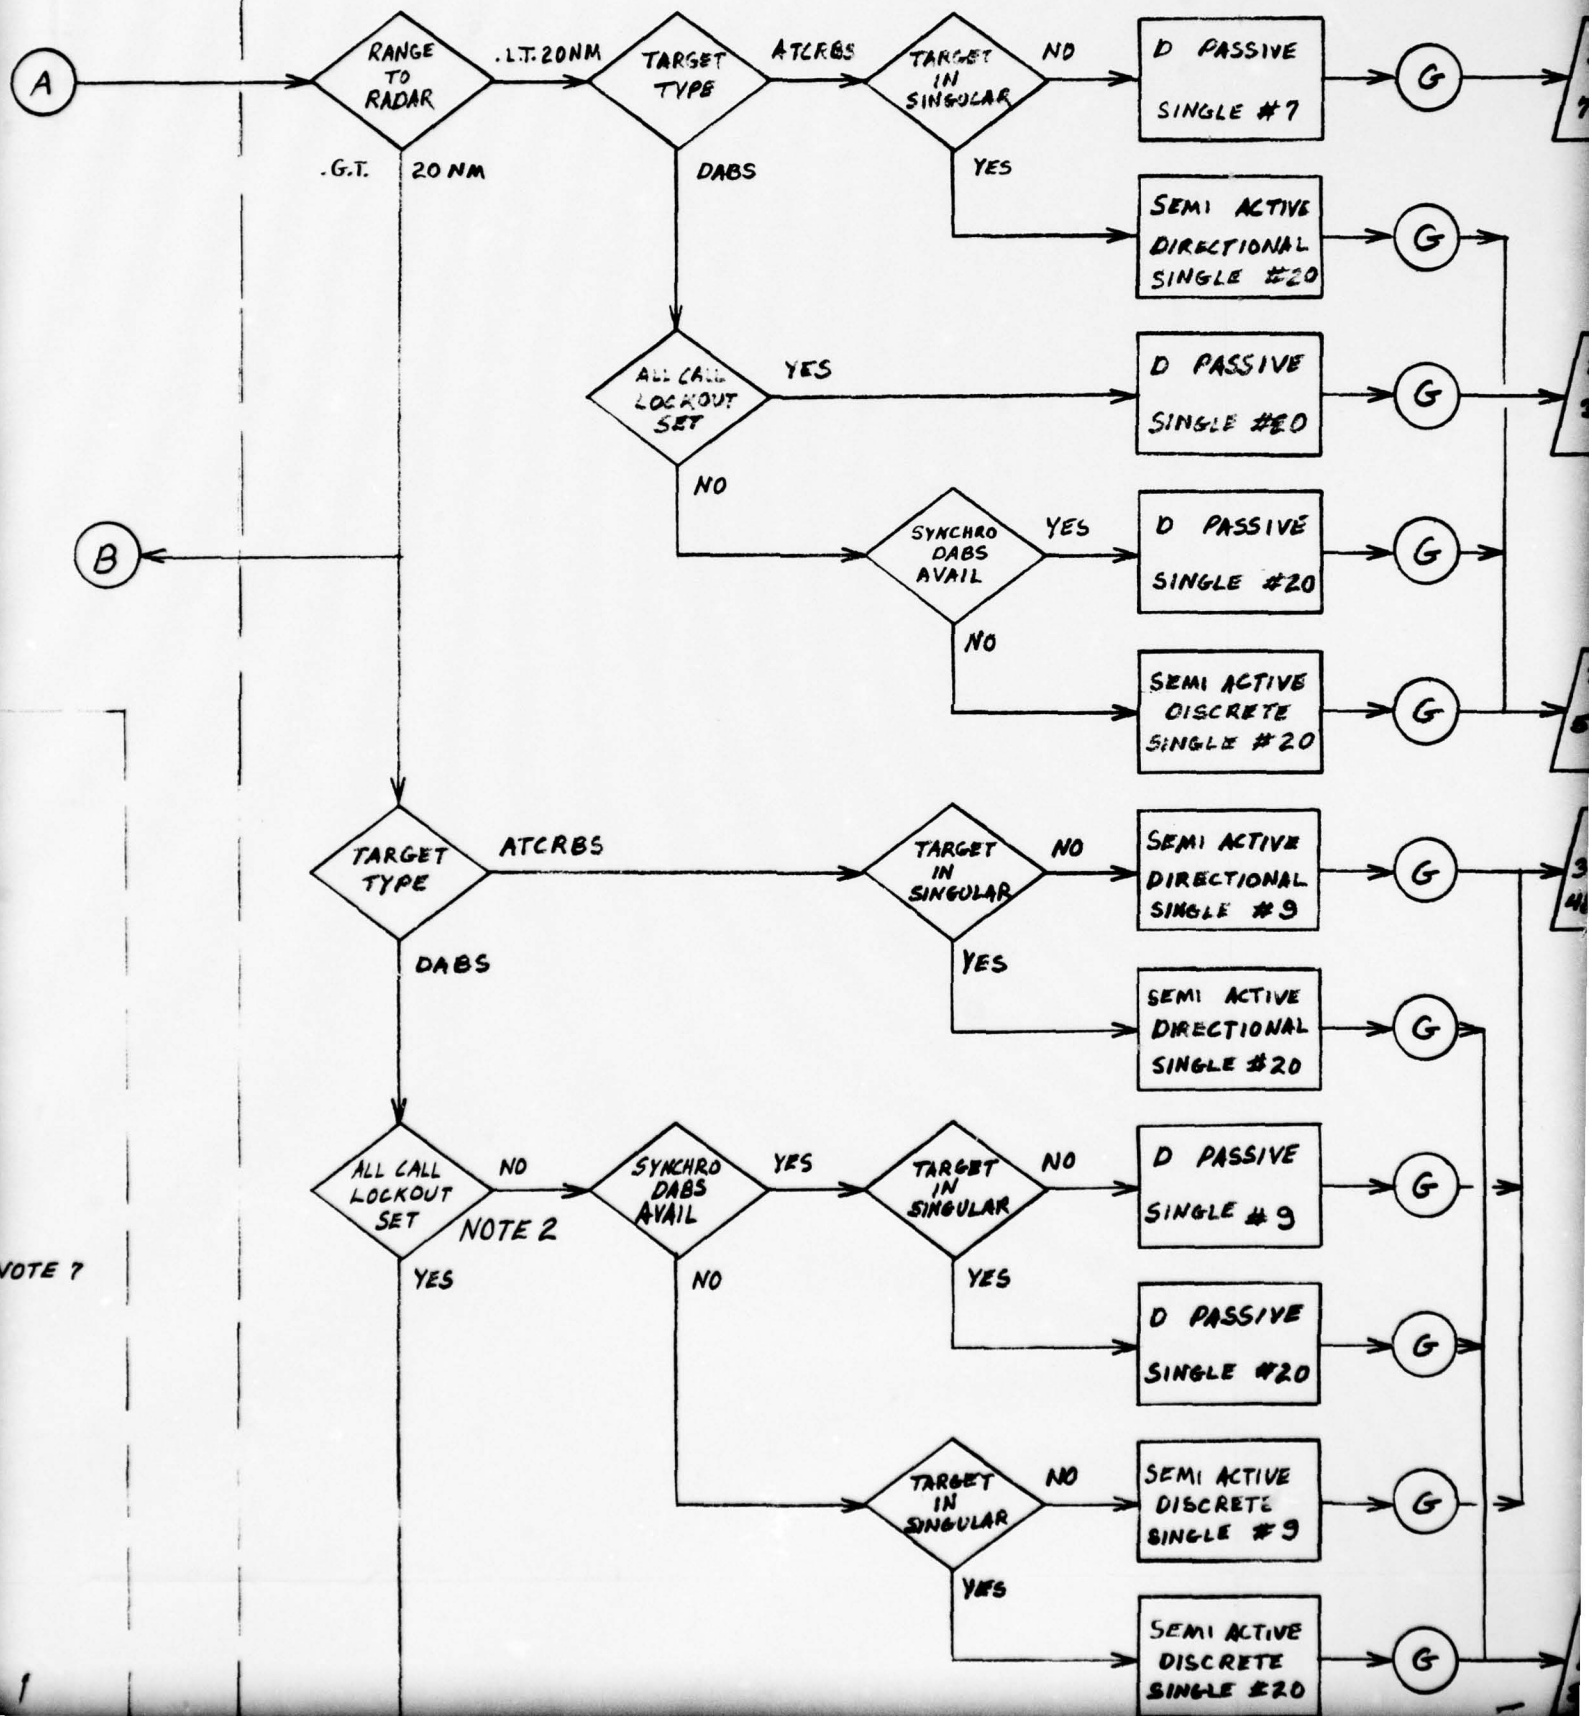 A
RANGE
TO
RADAR
.L.T. 20NM
TARGET
TYPE
ATCRBS
TARGET
IN
SINGULAR
NO
D PASSIVE
SINGLE #7
G
7
.G.T. 20 NM
DABS
YES
SEMI ACTIVE
DIRECTIONAL
SINGLE #20
G
ALL CALL
LOCKOUT
SET
YES
D PASSIVE
SINGLE #20
G
NO
B
SYNCHRO
DABS
AVAIL
YES
D PASSIVE
SINGLE #20
G
NO
SEMI ACTIVE
DISCRETE
SINGLE #20
G
TARGET
TYPE
ATCRBS
TARGET
IN
SINGULAR
NO
SEMI ACTIVE
DIRECTIONAL
SINGLE #9
G
3
DABS
YES
SEMI ACTIVE
DIRECTIONAL
SINGLE #20
G
ALL CALL
LOCKOUT
SET
NO
NOTE 2
SYNCHRO
DABS
AVAIL
YES
TARGET
IN
SINGULAR
NO
D PASSIVE
SINGLE #9
G
NOTE 7
YES
NO
YES
D PASSIVE
SINGLE #20
G
TARGET
IN
SINGULAR
NO
SEMI ACTIVE
DISCRETE
SINGLE #9
G
YES
SEMI ACTIVE
DISCRETE
SINGLE #20
G